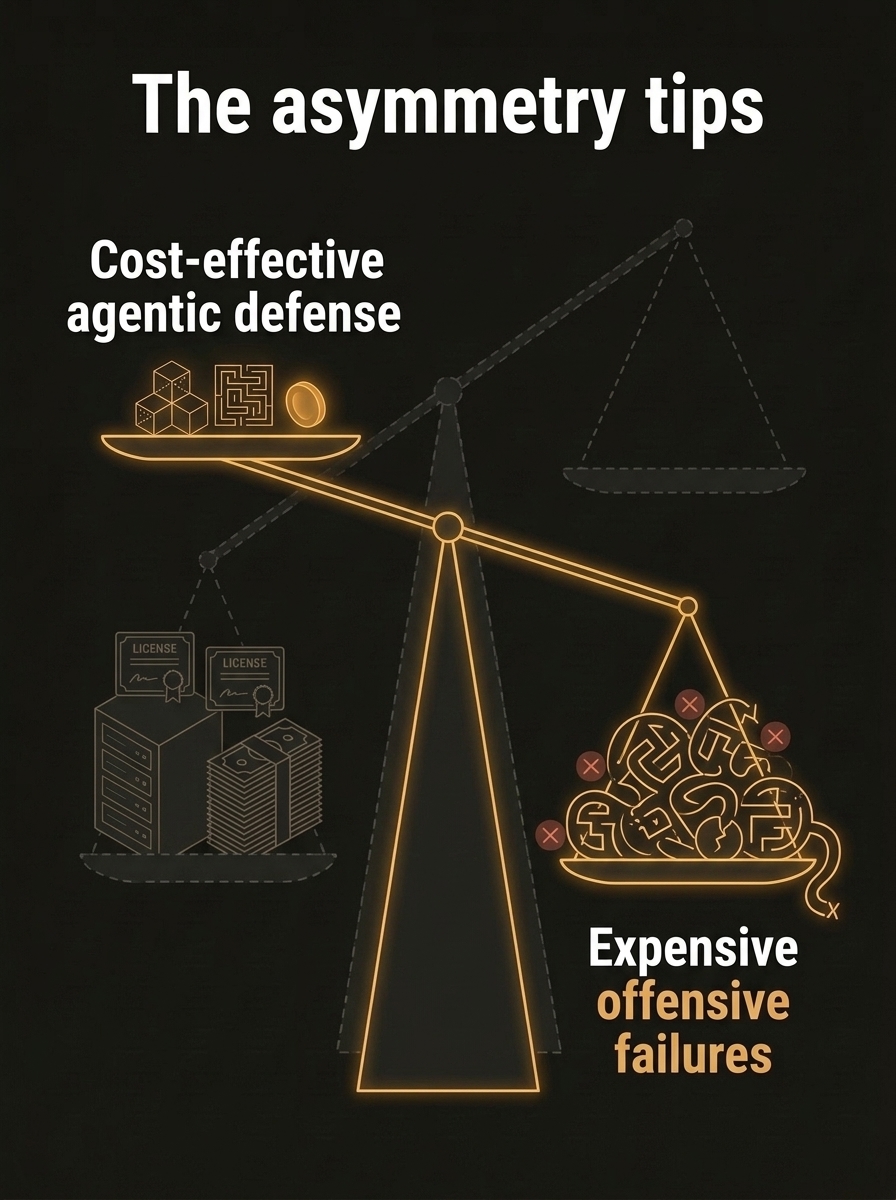 The asymmetry tips
Cost-effective
agentic defense
LICENSE
LICENSE
Expensive
offensive
failures